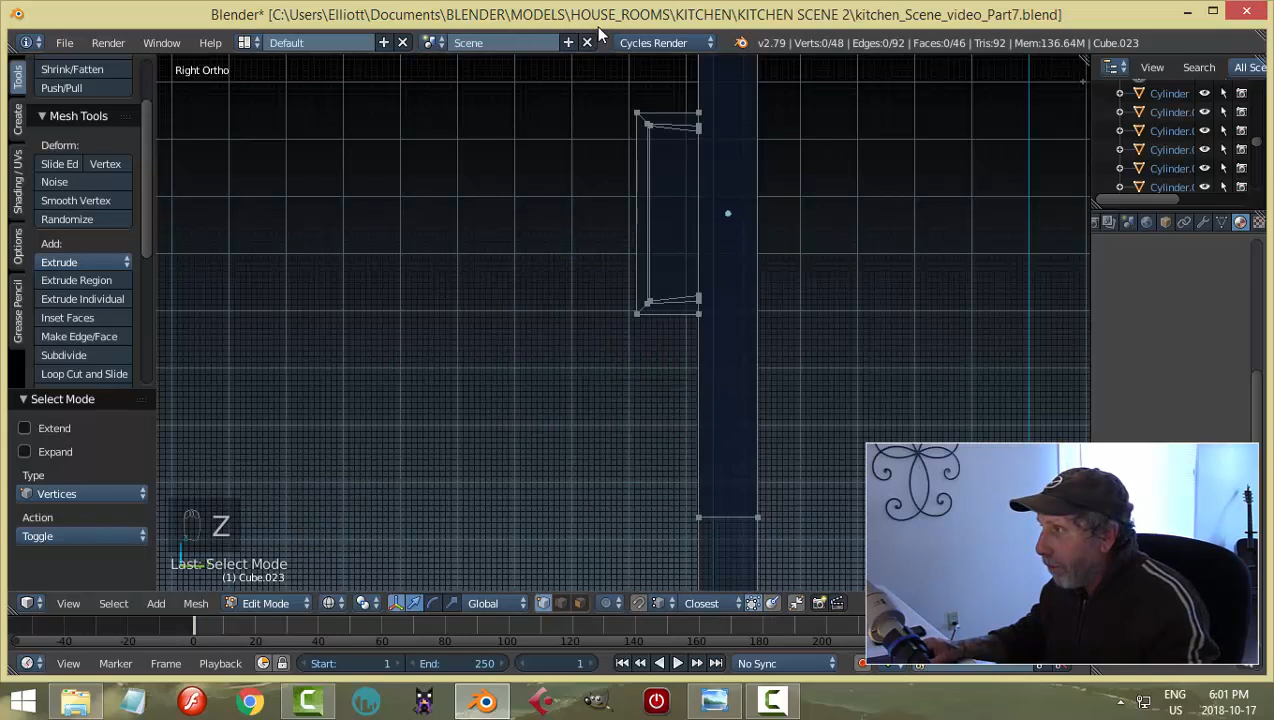 Blender* [C:\Users\Elliott\Documents\BLENDER\MODELS\HOUSE_ROOMS\KITCHEN\KITCHEN SCENE 2\kitchen_Scene_video_Part7.blend]
File Render Window Help Default Scene Cycles Render v2.79 | Verts:0/48 | Edges:0/92 | Faces:0/46 | Tris:92 | Mem:136.64M | Cube.023
Tools
Create
Shading / UVs
Options
Grease Pencil
Shrink/Fatten
Push/Pull
Mesh Tools
Deform:
Slide Ed Vertex
Noise
Smooth Vertex
Randomize
Add:
Extrude
Extrude Region
Extrude Individual
Inset Faces
Make Edge/Face
Subdivide
Loop Cut and Slide
Select Mode
Extend
Expand
Type
Vertices
Action
Toggle
Right Ortho
Z
Last: Select Mode
(1) Cube.023
View Search All Sce
Cylinder
Cylinder.
Cylinder.
Cylinder.
Cylinder.
Cylinder.
View Select Add Mesh Edit Mode Global Closest
-40 -20 0 20 40 60 80 100 120 140 160 180 200
View Marker Frame Playback Start: 1 End: 250 1 No Sync
ENG 6:01 PM
US 2018-10-17